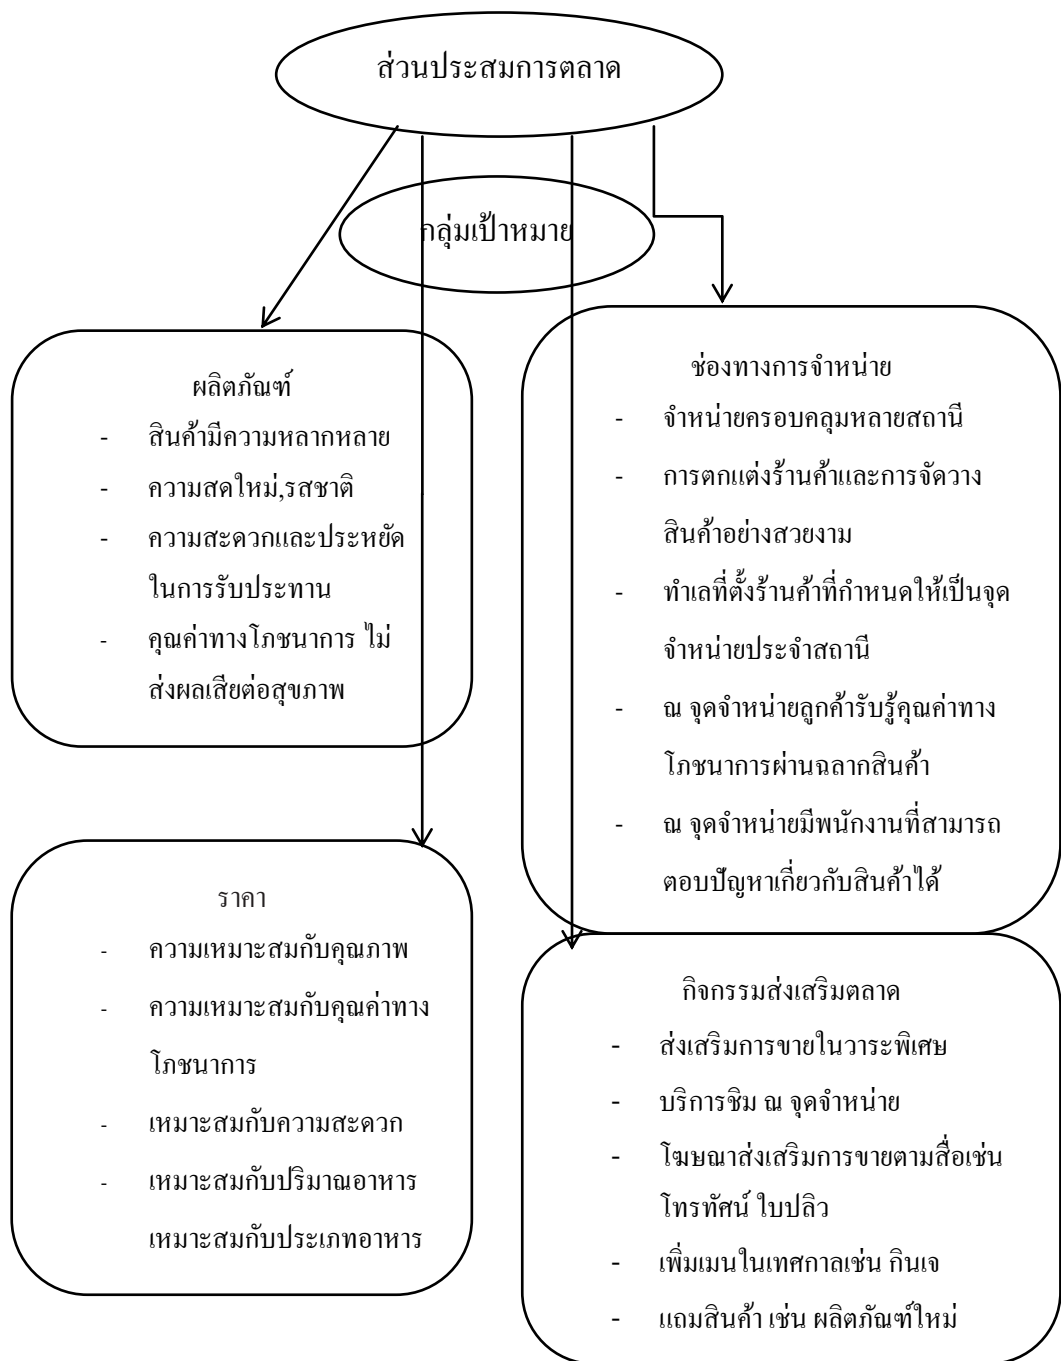 ส่วนประสมการตลาด
กลุ่มเป้าหมาย
ผลิตภัณฑ์
- สินค้ามีความหลากหลาย
- ความสดใหม่,รสชาติ
- ความสะดวกและประหยัด
ในการรับประทาน
- คุณค่าทางโภชนาการ ไม่
ส่งผลเสียต่อสุขภาพ
ช่องทางการจำหน่าย
- จำหน่ายครอบคลุมหลายสถานี
- การตกแต่งร้านค้าและการจัดวาง
สินค้าอย่างสวยงาม
- ทำเลที่ตั้งร้านค้าที่กำหนดให้เป็นจุด
จำหน่ายประจำสถานี
- ณ จุดจำหน่ายลูกค้ารับรู้คุณค่าทาง
โภชนาการผ่านฉลากสินค้า
- ณ จุดจำหน่ายมีพนักงานที่สามารถ
ตอบปัญหาเกี่ยวกับสินค้าได้
ราคา
- ความเหมาะสมกับคุณภาพ
- ความเหมาะสมกับคุณค่าทาง
โภชนาการ
- เหมาะสมกับความสะดวก
- เหมาะสมกับปริมาณอาหาร
เหมาะสมกับประเภทอาหาร
กิจกรรมส่งเสริมตลาด
- ส่งเสริมการขายในวาระพิเศษ
- บริการชิม ณ จุดจำหน่าย
- โฆษณาส่งเสริมการขายตามสื่อเช่น
โทรทัศน์ ใบปลิว
- เพิ่มเมนในเทศกาลเช่น กินเจ
- แถมสินค้า เช่น ผลิตภัณฑ์ใหม่